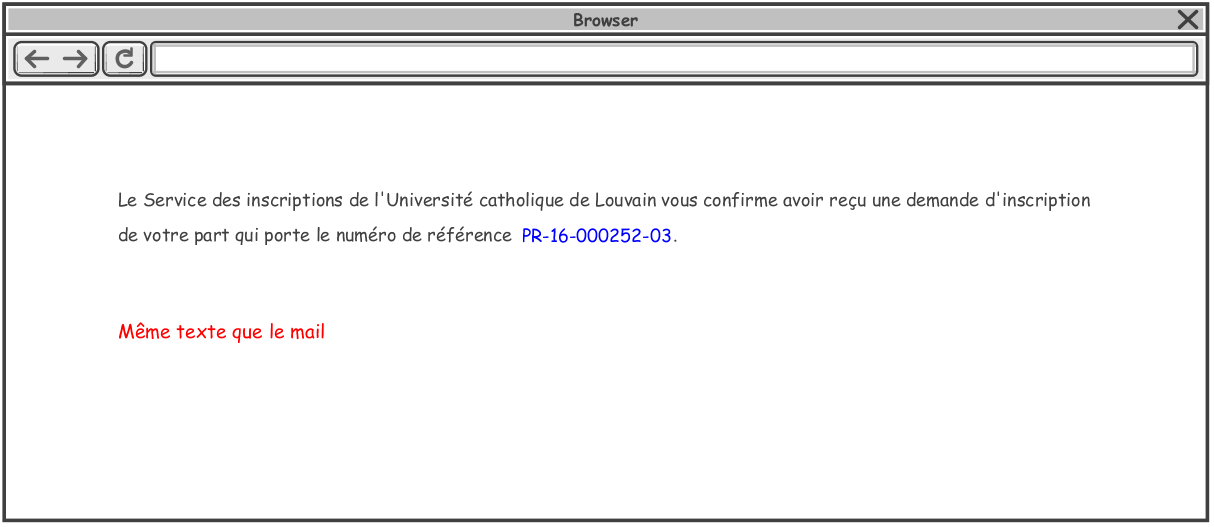 Browser
Le Service des inscriptions de l'Université catholique de Louvain vous confirme avoir reçu une demande d'inscription
de votre part qui porte le numéro de référence PR-16-000252-03.
Même texte que le mail